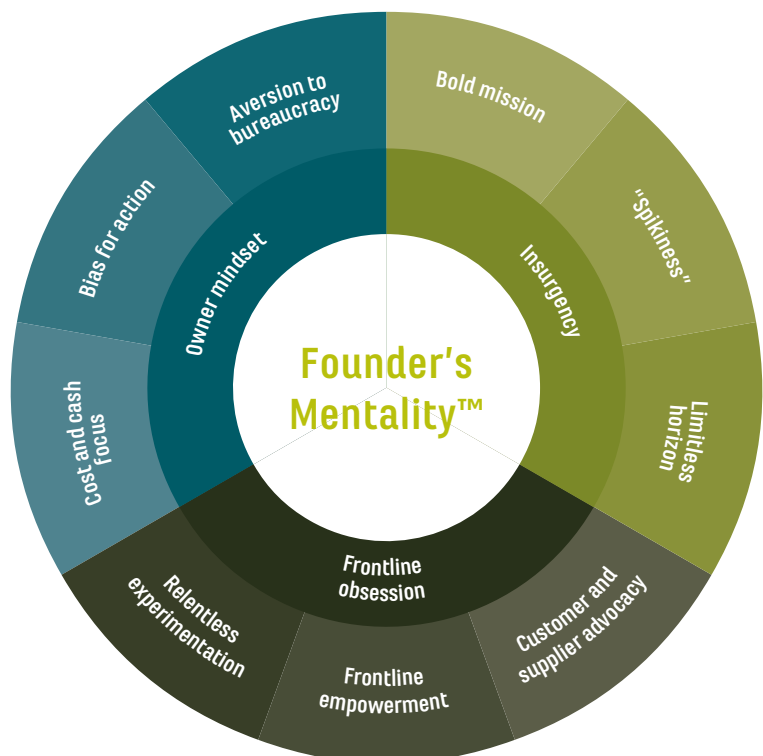 Founder’s
Mentality™
Insurgency
Bold mission
“Spikiness”
Limitless
horizon
Frontline
obsession
Customer and
supplier advocacy
Frontline
empowerment
Relentless
experimentation
Owner mindset
Cost and cash
focus
Bias for action
Aversion to
bureaucracy